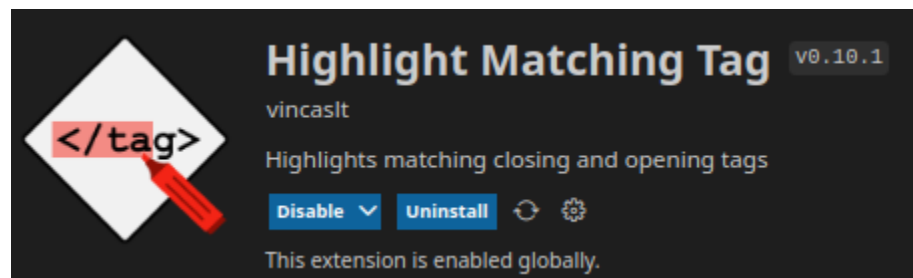 </tag>
Highlight Matching Tag v0.10.1
vincaslt
Highlights matching closing and opening tags
Disable Uninstall
This extension is enabled globally.